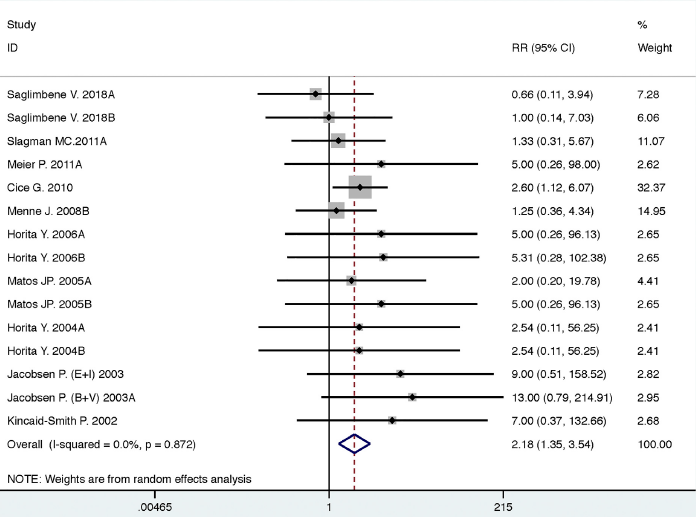 Study %
ID RR (95% CI) Weight
Saglimbene V. 2018A 0.66 (0.11, 3.94) 7.28
Saglimbene V. 2018B 1.00 (0.14, 7.03) 6.06
Slagman MC.2011A 1.33 (0.31, 5.67) 11.07
Meier P. 2011A 5.00 (0.26, 98.00) 2.62
Cice G. 2010 2.60 (1.12, 6.07) 32.37
Menne J. 2008B 1.25 (0.36, 4.34) 14.95
Horita Y. 2006A 5.00 (0.26, 96.13) 2.65
Horita Y. 2006B 5.31 (0.28, 102.38) 2.65
Matos JP. 2005A 2.00 (0.20, 19.78) 4.41
Matos JP. 2005B 5.00 (0.26, 96.13) 2.65
Horita Y. 2004A 2.54 (0.11, 56.25) 2.41
Horita Y. 2004B 2.54 (0.11, 56.25) 2.41
Jacobsen P. (E+I) 2003 9.00 (0.51, 158.52) 2.82
Jacobsen P. (B+V) 2003A 13.00 (0.79, 214.91) 2.95
Kincaid-Smith P. 2002 7.00 (0.37, 132.66) 2.68
Overall (I-squared = 0.0%, p = 0.872) 2.18 (1.35, 3.54) 100.00
NOTE: Weights are from random effects analysis
.00465 1 215